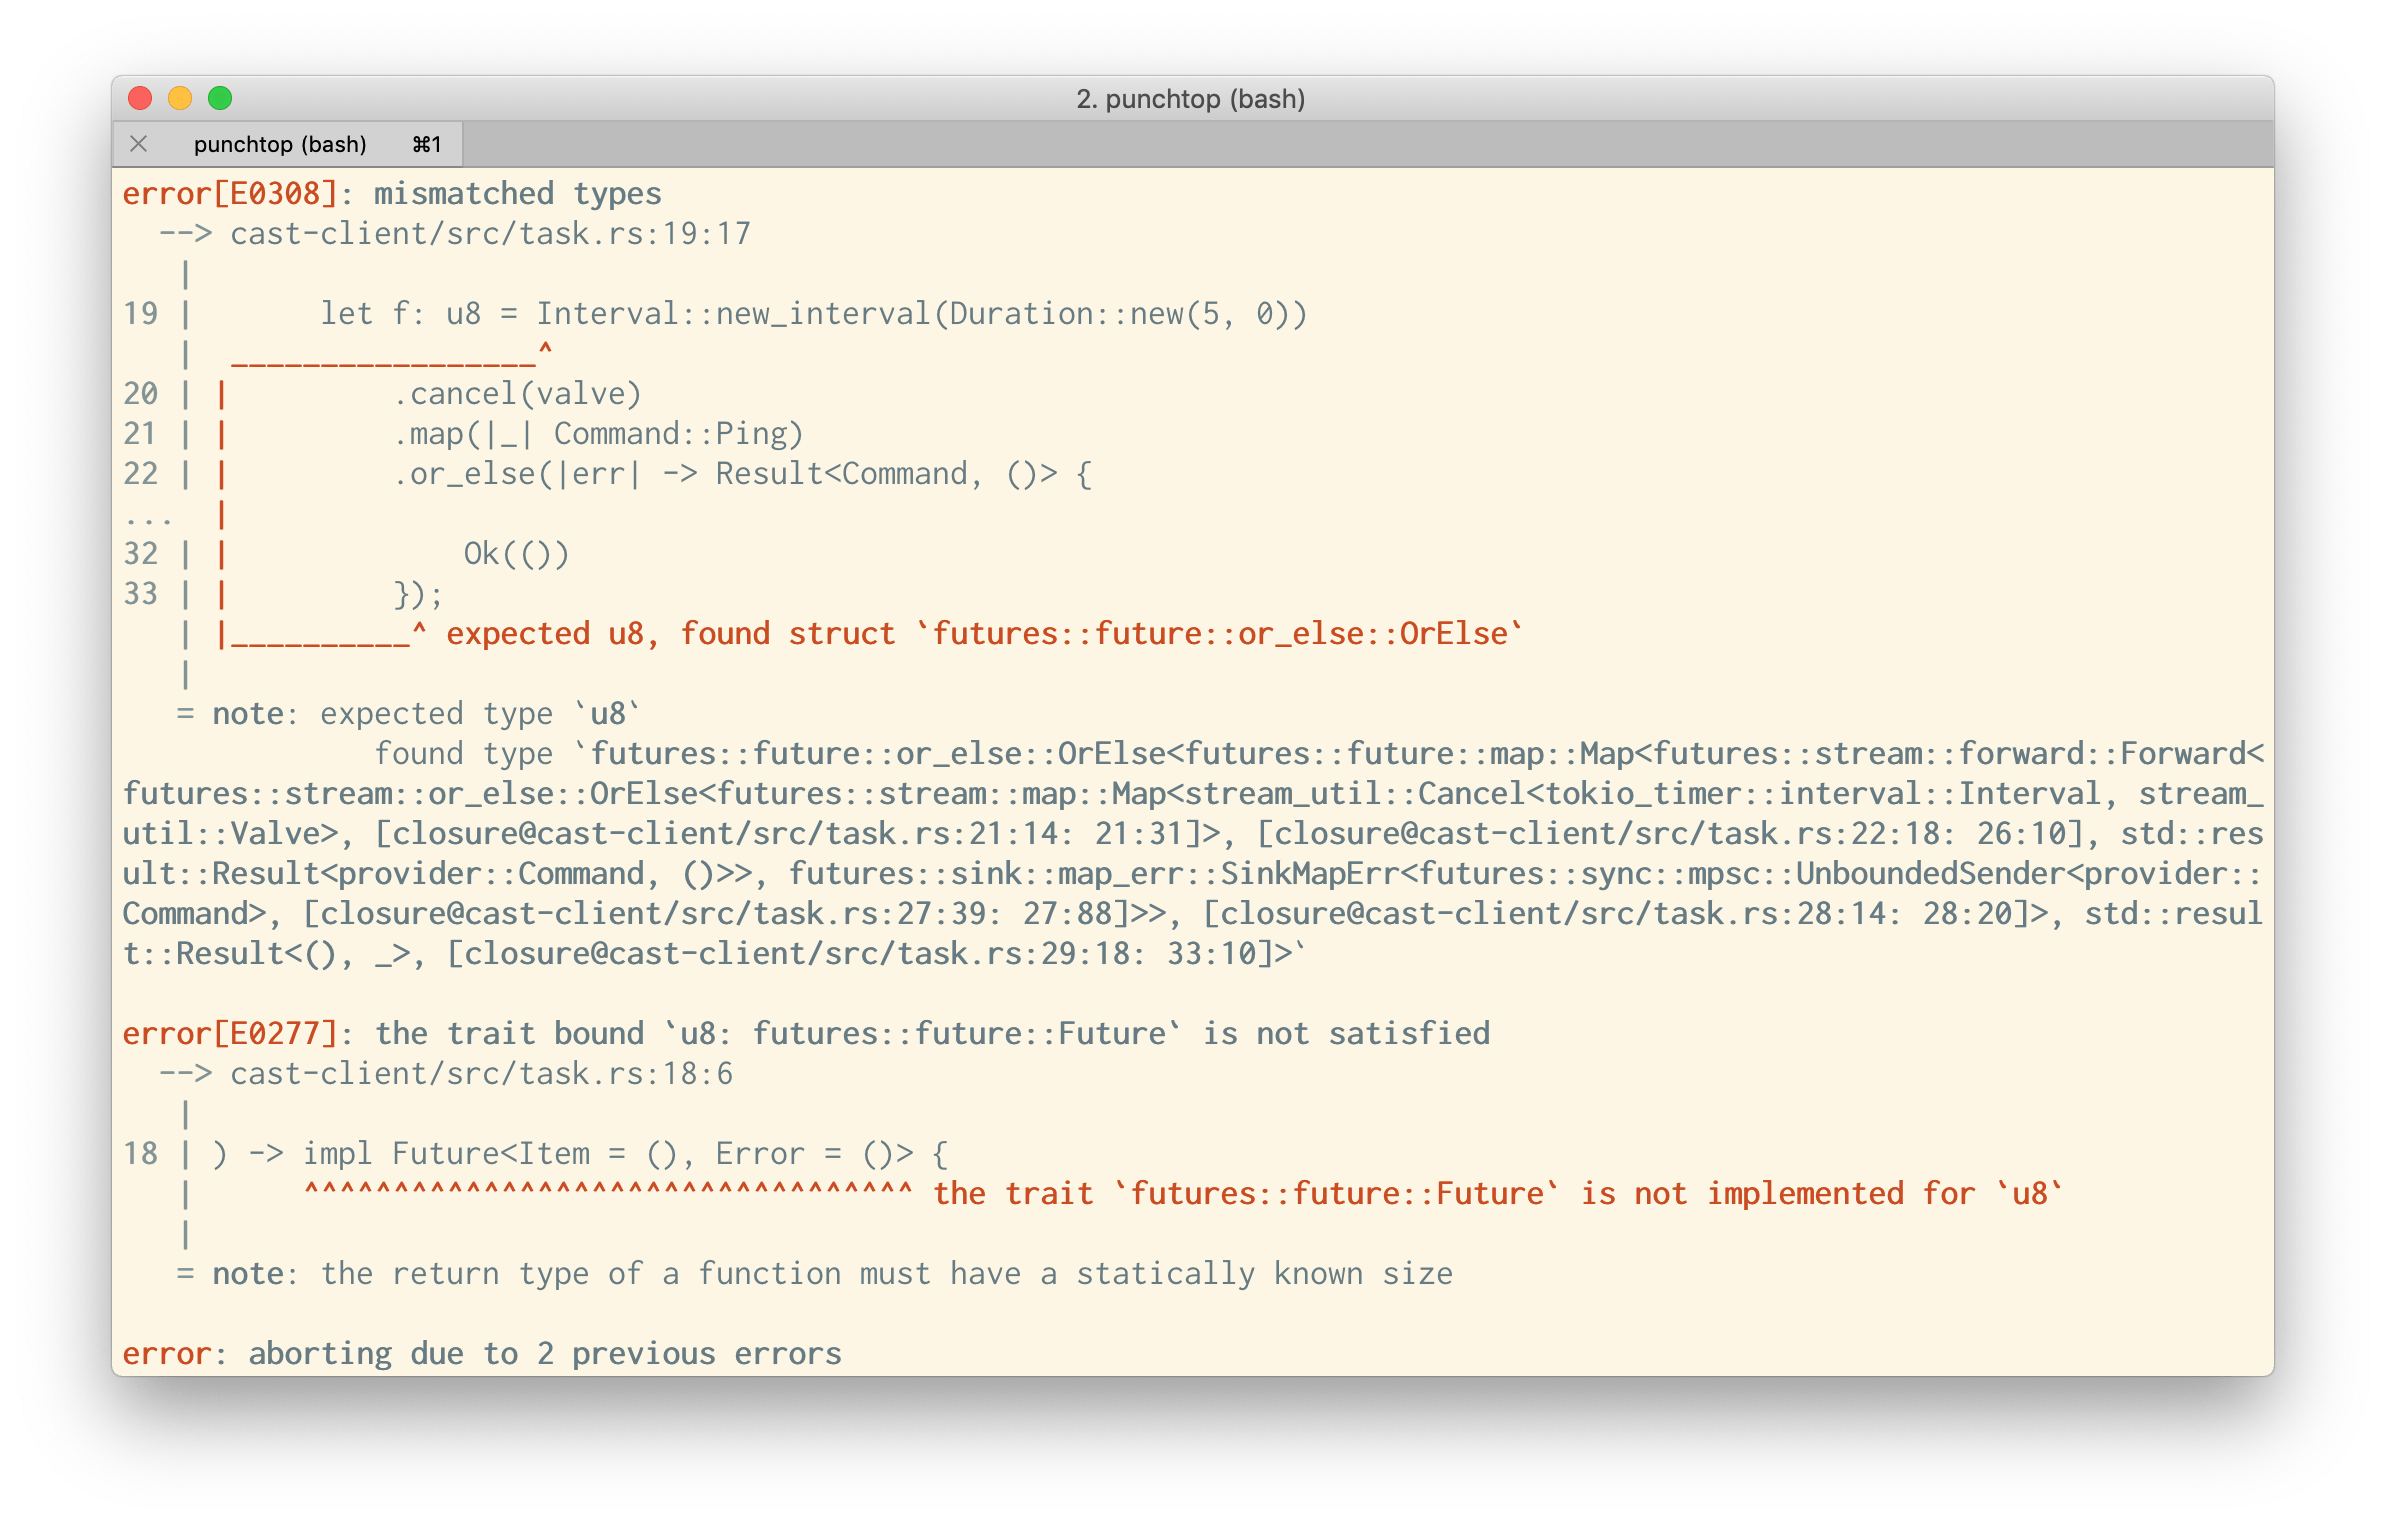 2. punchtop (bash)
punchtop (bash) ⌘1
error[E0308]: mismatched types
  --> cast-client/src/task.rs:19:17
   |
19 |       let f: u8 = Interval::new_interval(Duration::new(5, 0))
   |  _________________^
20 | |         .cancel(valve)
21 | |         .map(|_| Command::Ping)
22 | |         .or_else(|err| -> Result<Command, ()> {
...  |
32 | |             Ok(())
33 | |         });
   | |__________^ expected u8, found struct `futures::future::or_else::OrElse`
   |
   = note: expected type `u8`
              found type `futures::future::or_else::OrElse<futures::future::map::Map<futures::stream::forward::Forward<
futures::stream::or_else::OrElse<futures::stream::map::Map<stream_util::Cancel<tokio_timer::interval::Interval, stream_
util::Valve>, [closure@cast-client/src/task.rs:21:14: 21:31]>, [closure@cast-client/src/task.rs:22:18: 26:10], std::res
ult::Result<provider::Command, ()>>, futures::sink::map_err::SinkMapErr<futures::sync::mpsc::UnboundedSender<provider::
Command>, [closure@cast-client/src/task.rs:27:39: 27:88]>>, [closure@cast-client/src/task.rs:28:14: 28:20]>, std::resul
t::Result<(), _>, [closure@cast-client/src/task.rs:29:18: 33:10]>`
error[E0277]: the trait bound `u8: futures::future::Future` is not satisfied
  --> cast-client/src/task.rs:18:6
   |
18 | ) -> impl Future<Item = (), Error = ()> {
   |      ^^^^^^^^^^^^^^^^^^^^^^^^^^^^^^^^^^ the trait `futures::future::Future` is not implemented for `u8`
   |
   = note: the return type of a function must have a statically known size
error: aborting due to 2 previous errors